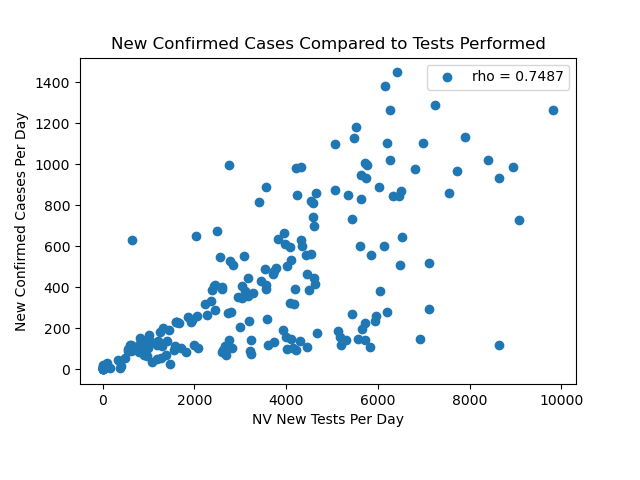 New Confirmed Cases Compared to Tests Performed
rho = 0.7487
New Confirmed Caeses Per Day
1400
1200
1000
800
600
400
200
0
0 2000 4000 6000 8000 10000
NV New Tests Per Day